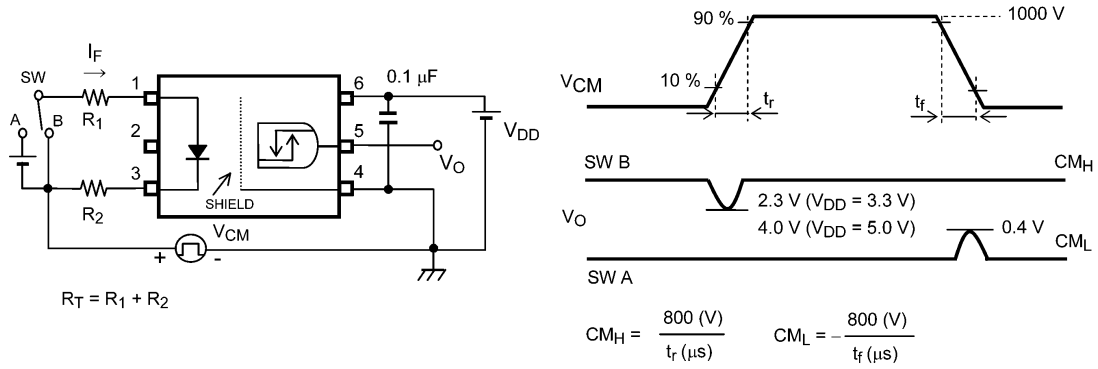 I_F
SW
R_1
A
B
R_2
1
2
3
6
5
4
SHIELD
0.1 μF
V_DD
V_O
V_CM
+
-
R_T = R_1 + R_2
90 %
10 %
1000 V
V_CM
t_r
t_f
SW B
CM_H
2.3 V (V_DD = 3.3 V)
V_O
4.0 V (V_DD = 5.0 V)
0.4 V
CM_L
SW A
CM_H = 800 (V) / t_r (μs)
CM_L = - 800 (V) / t_f (μs)